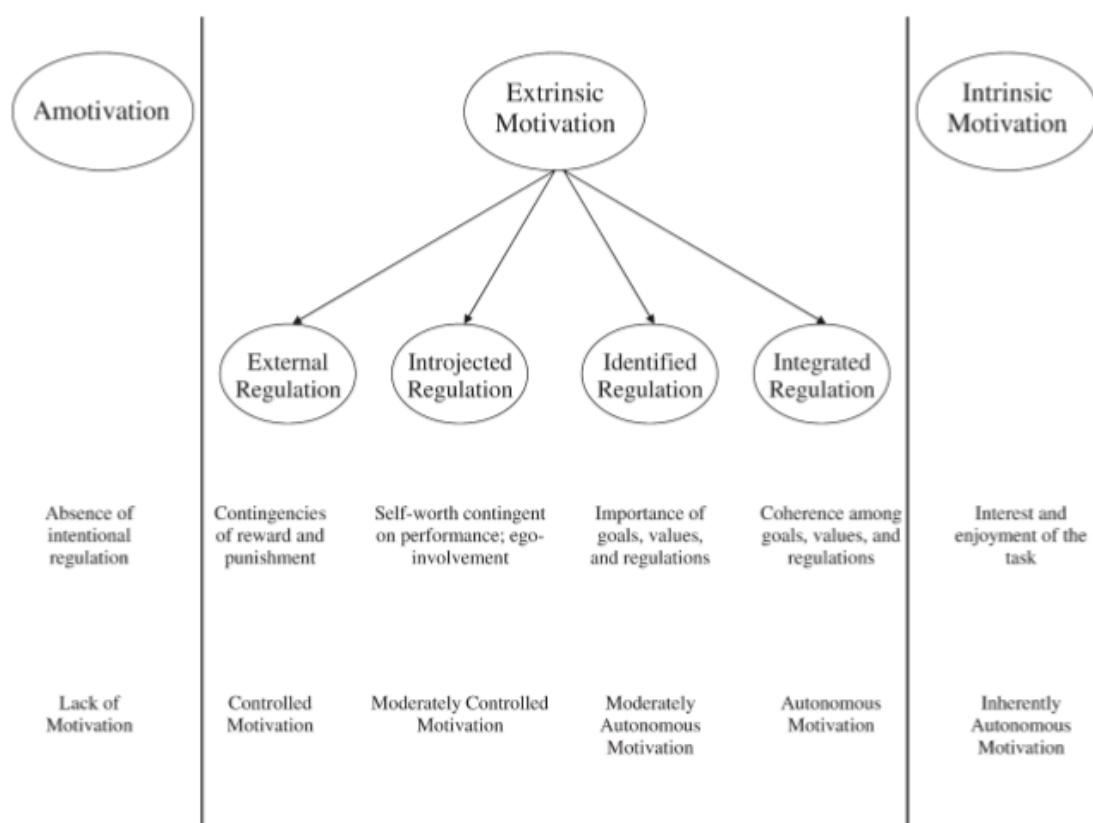 Amotivation
Extrinsic
Motivation
Intrinsic
Motivation
External
Regulation
Introjected
Regulation
Identified
Regulation
Integrated
Regulation
Absence of
intentional
regulation
Contingencies
of reward and
punishment
Self-worth contingent
on performance; ego-
involvement
Importance of
goals, values,
and regulations
Coherence among
goals, values, and
regulations
Interest and
enjoyment of the
task
Lack of
Motivation
Controlled
Motivation
Moderately Controlled
Motivation
Moderately
Autonomous
Motivation
Autonomous
Motivation
Inherently
Autonomous
Motivation